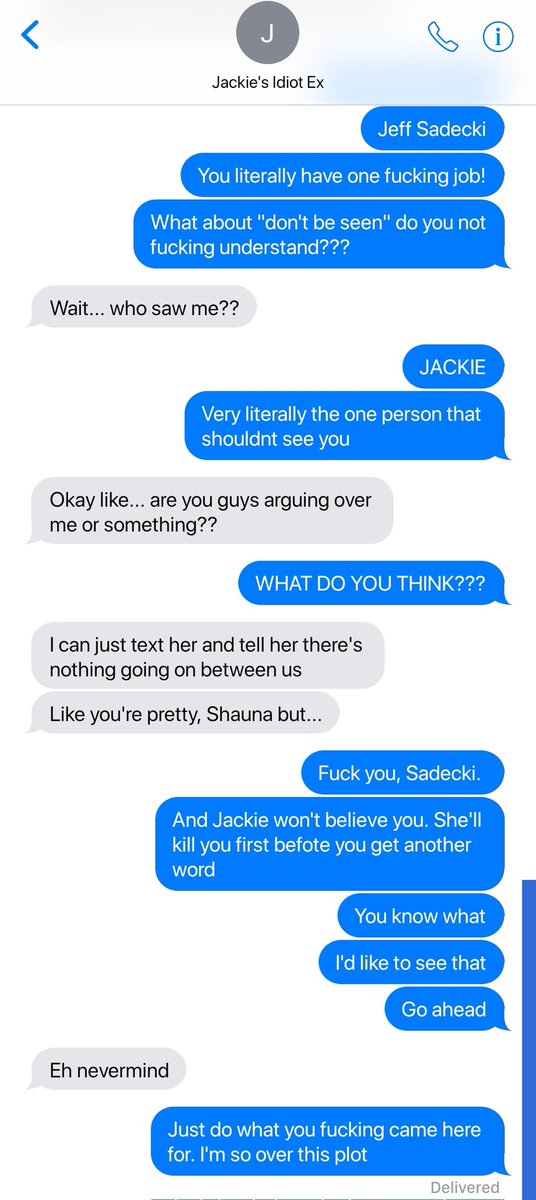 J
Jackie's Idiot Ex
Jeff Sadecki
You literally have one fucking job!
What about "don't be seen" do you not
fucking understand???
Wait... who saw me??
JACKIE
Very literally the one person that
shouldnt see you
Okay like... are you guys arguing over
me or something??
WHAT DO YOU THINK???
I can just text her and tell her there's
nothing going on between us
Like you're pretty, Shauna but...
Fuck you, Sadecki.
And Jackie won't believe you. She'll
kill you first befote you get another
word
You know what
I'd like to see that
Go ahead
Eh nevermind
Just do what you fucking came here
for. I'm so over this plot
Delivered